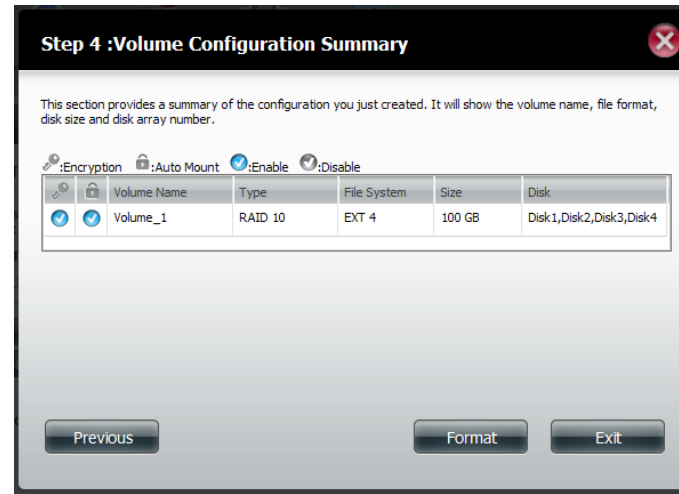 Step 4 :Volume Configuration Summary
This section provides a summary of the configuration you just created. It will show the volume name, file format,
disk size and disk array number.
:Encryption :Auto Mount :Enable :Disable
Volume Name Type File System Size Disk
Volume_1 RAID 10 EXT 4 100 GB Disk1,Disk2,Disk3,Disk4
Previous Format Exit